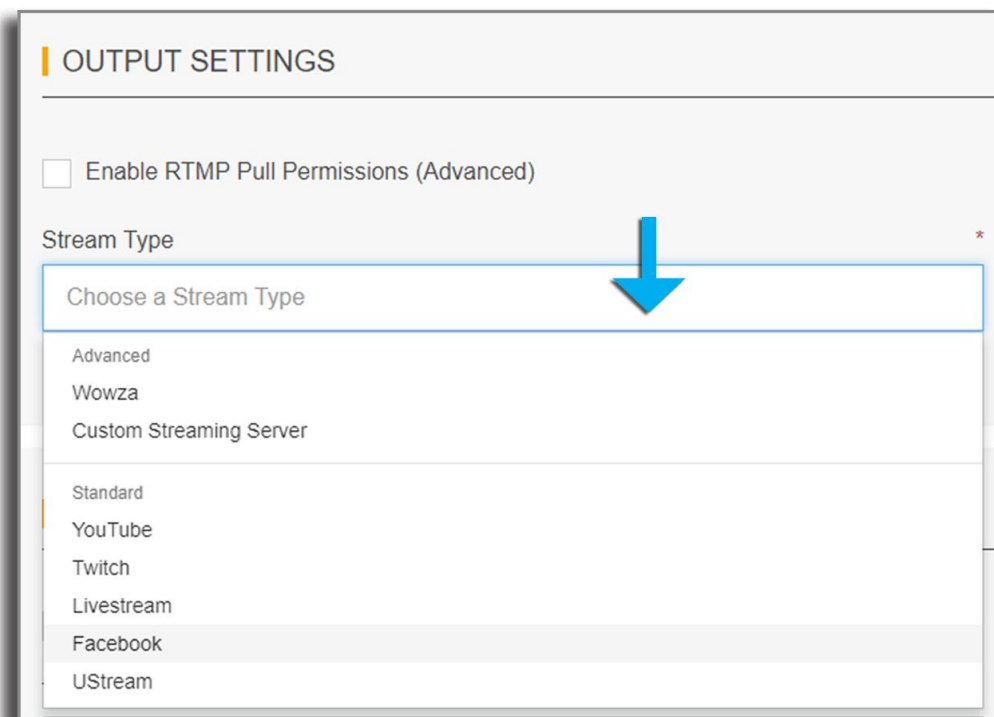 OUTPUT SETTINGS
Enable RTMP Pull Permissions (Advanced)
Stream Type *
Choose a Stream Type
Advanced
Wowza
Custom Streaming Server
Standard
YouTube
Twitch
Livestream
Facebook
UStream